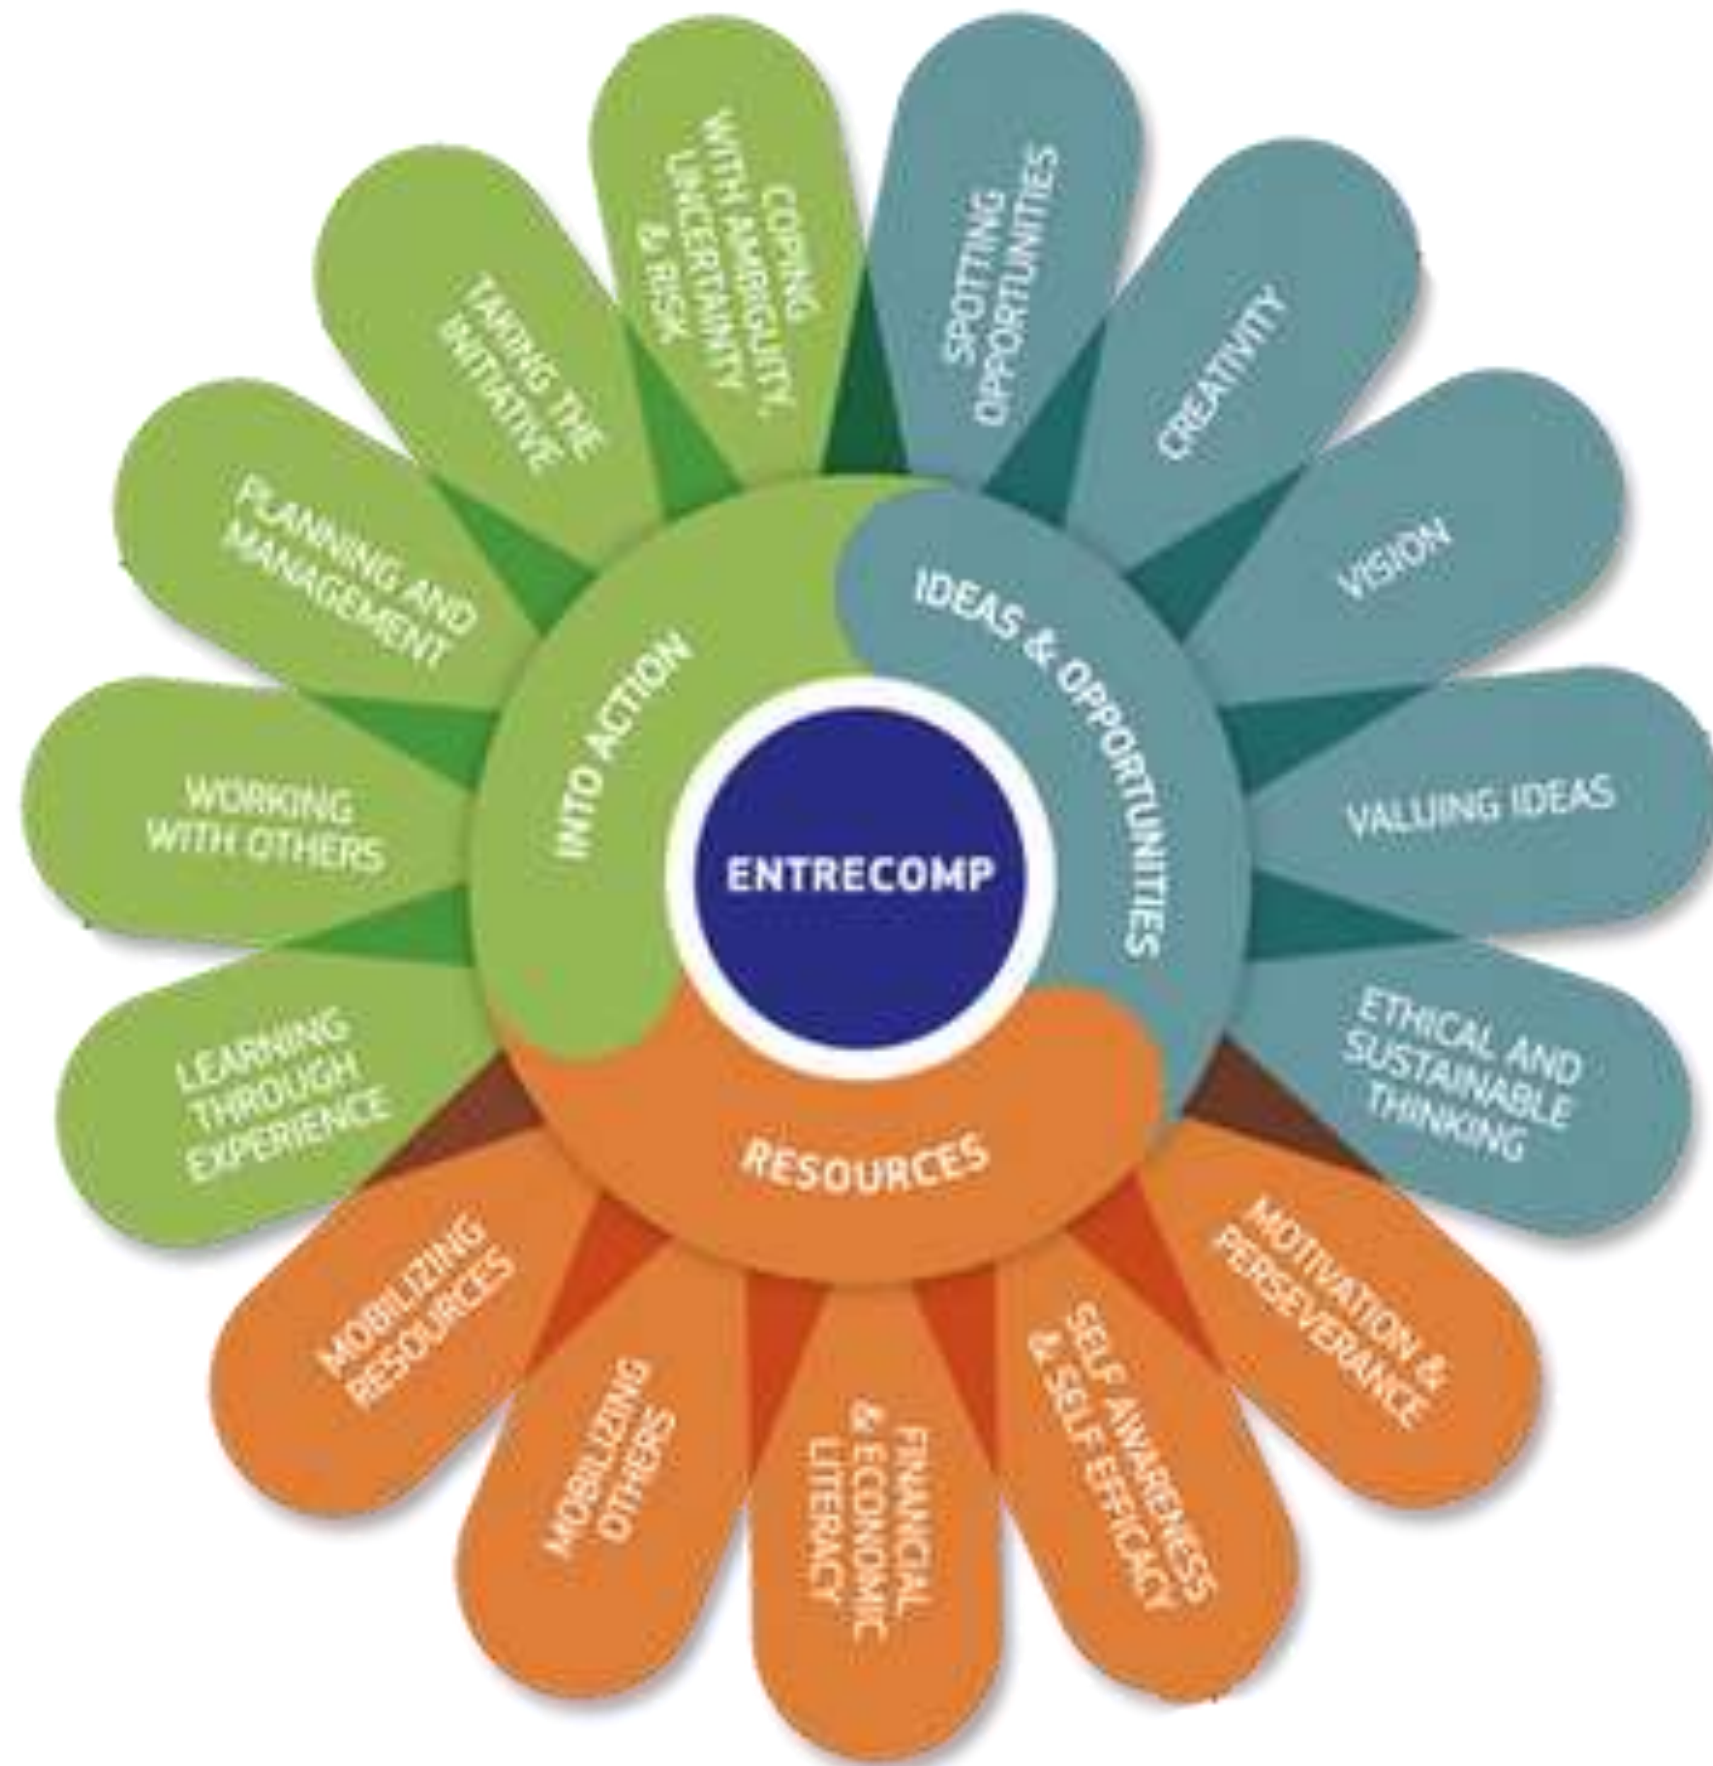 ENTRECOMP
IDEAS & OPPORTUNITIES
SPOTTING
OPPORTUNITIES
CREATIVITY
VISION
VALUING IDEAS
ETHICAL AND
SUSTAINABLE
THINKING
RESOURCES
MOTIVATION &
PERSEVERANCE
SELF AWARENESS
& SELF EFFICACY
FINANCIAL
& ECONOMIC
LITERACY
MOBILIZING
OTHERS
MOBILIZING
RESOURCES
INTO ACTION
LEARNING
THROUGH
EXPERIENCE
WORKING
WITH OTHERS
PLANNING AND
MANAGEMENT
TAKING THE
INITIATIVE
COPING
WITH AMBIGUITY,
UNCERTAINTY
& RISK